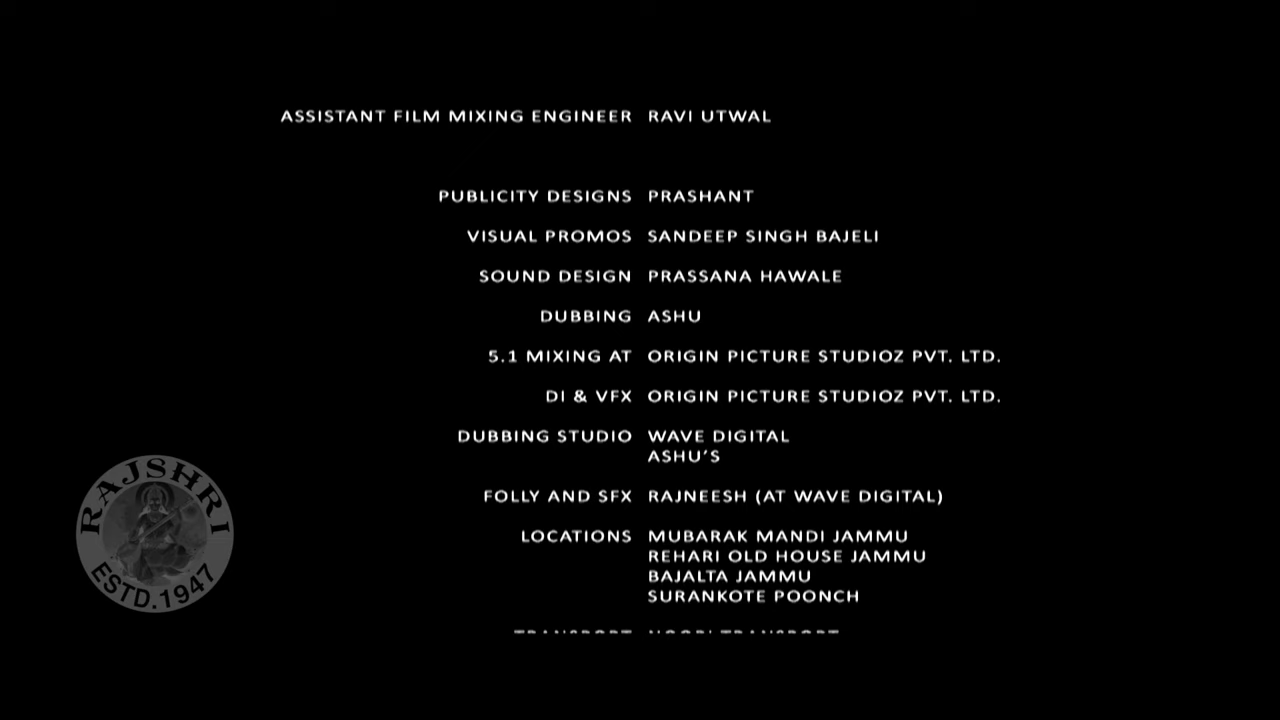 ASSISTANT FILM MIXING ENGINEER RAVI UTWAL
PUBLICITY DESIGNS PRASHANT
VISUAL PROMOS SANDEEP SINGH BAJELI
SOUND DESIGN PRASSANA HAWALE
DUBBING ASHU
5.1 MIXING AT ORIGIN PICTURE STUDIOZ PVT. LTD.
DI & VFX ORIGIN PICTURE STUDIOZ PVT. LTD.
DUBBING STUDIO WAVE DIGITAL
ASHU'S
FOLLY AND SFX RAJNEESH (AT WAVE DIGITAL)
LOCATIONS MUBARAK MANDI JAMMU
REHARI OLD HOUSE JAMMU
BAJALTA JAMMU
SURANKOTE POONCH
TRANSPORT TRANSPORT
RAJSHRI
ESTD.1947